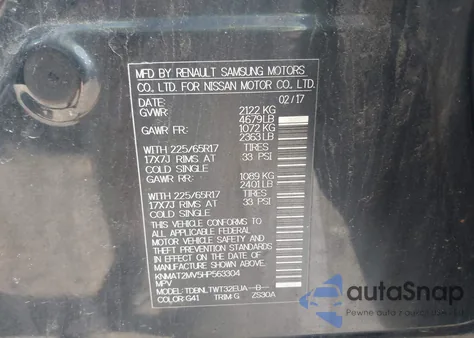 MFD BY RENAULT SAMSUNG MOTORS
CO., LTD. FOR NISSAN MOTOR CO., LTD.
DATE: 02/17
GVWR: 2122 KG
4679 LB
GAWR FR: 1072 KG
2363 LB
WITH 225/65R17 TIRES
17X7J RIMS AT 33 PSI
COLD SINGLE
GAWR RR: 1089 KG
2401 LB
WITH 225/65R17 TIRES
17X7J RIMS AT 33 PSI
COLD SINGLE
THIS VEHICLE CONFORMS TO
ALL APPLICABLE FEDERAL
MOTOR VEHICLE SAFETY AND
THEFT PREVENTION STANDARDS
IN EFFECT ON THE DATE OF
MANUFACTURE SHOWN ABOVE.
KNMAT2MV5HP563304
MPV
MODEL: TDBNLTWT32EUA--B--
COLOR: G41 TRIM G ZS30A
autoSnap
AutoCheck Partner